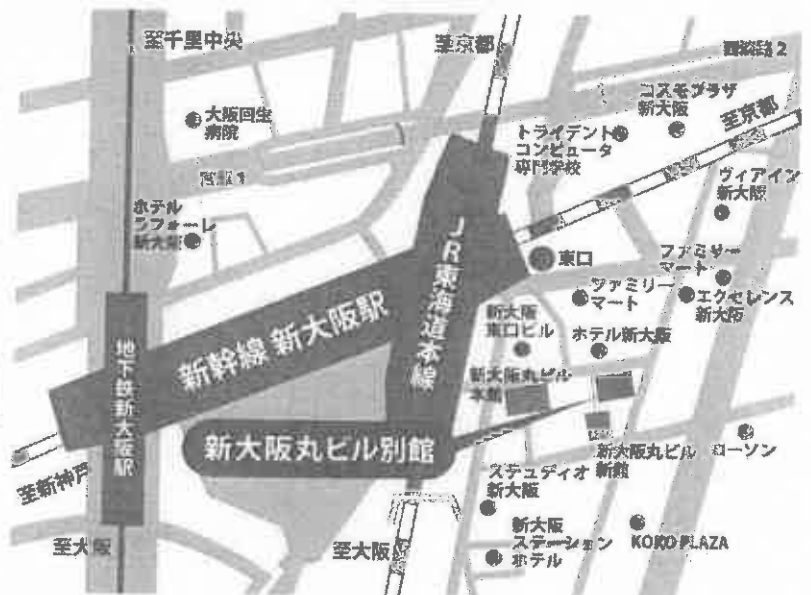 至千里中央
至京都
宮原2
コスモプラザ
新大阪
至京都
大阪回生
病院
トライデント
コンピュータ
専門学校
ヴィアイン
新大阪
宮原1
ホテル
ラフォーレ
新大阪
JR東海道本線
東口
ファミリー
マート
ファミリー
マート
エクセレンス
新大阪
新幹線 新大阪駅
新大阪
東口ビル
ホテル新大阪
地下鉄新大阪駅
新大阪丸ビル
本館
新大阪丸ビル別館
新大阪丸ビル
新館
ローソン
至新神戸
ステュディオ
新大阪
至大阪
至大阪
新大阪
ステーション
ホテル
KOKO PLAZA